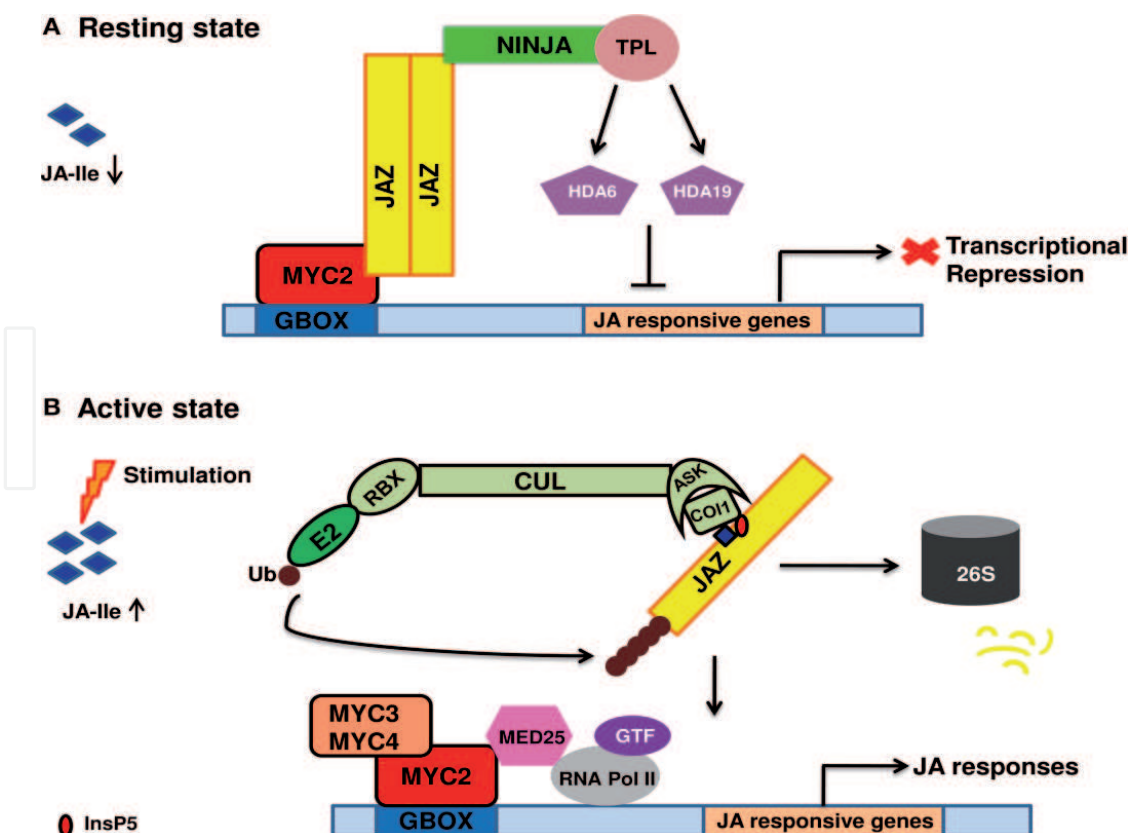 A Resting state
NINJA
TPL
JA-Ile ↓
JAZ
JAZ
HDA6
HDA19
MYC2
GBOX
JA responsive genes
Transcriptional
Repression
B Active state
Stimulation
JA-Ile ↑
Ub
E2
RBX
CUL
ASK
COI1
JAZ
26S
MYC3
MYC4
MYC2
GBOX
MED25
GTF
RNA Pol II
JA responsive genes
JA responses
InsP5